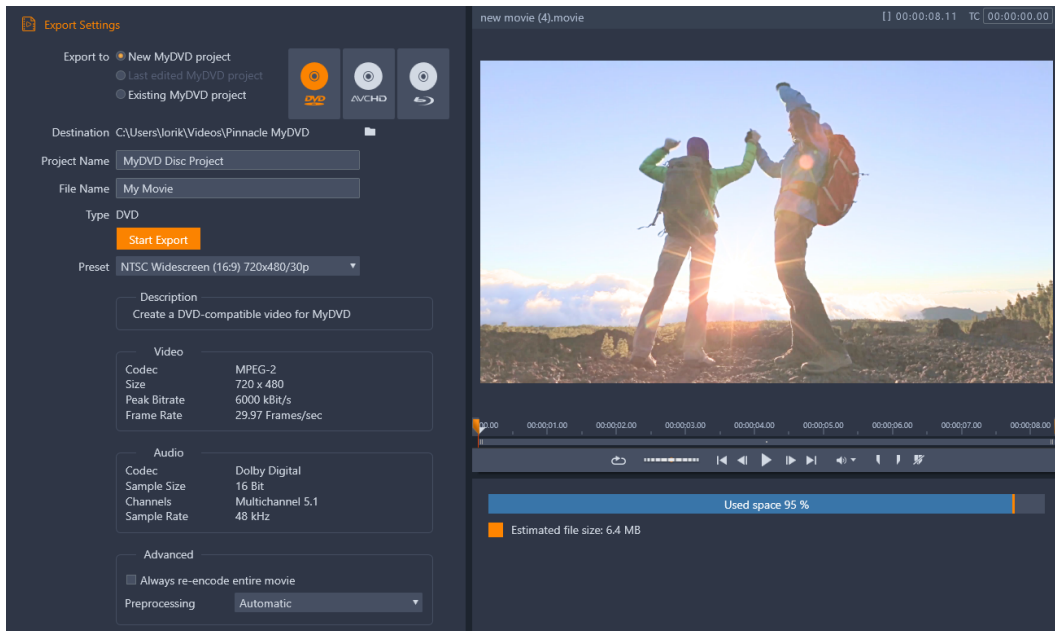 Export Settings
Export to New MyDVD project
Last edited MyDVD project
Existing MyDVD project
DVD AVCHD
Destination C:\Users\lorik\Videos\Pinnacle MyDVD
Project Name MyDVD Disc Project
File Name My Movie
Type DVD
Start Export
Preset NTSC Widescreen (16:9) 720x480/30p
Description
Create a DVD-compatible video for MyDVD
Video
Codec MPEG-2
Size 720 x 480
Peak Bitrate 6000 kBit/s
Frame Rate 29.97 Frames/sec
Audio
Codec Dolby Digital
Sample Size 16 Bit
Channels Multichannel 5.1
Sample Rate 48 kHz
Advanced
Always re-encode entire movie
Preprocessing Automatic
new movie (4).movie [] 00:00:08.11 TC 00:00:00.00
00:00:01.00 00:00:02.00 00:00:03.00 00:00:04.00 00:00:05.00 00:00:06.00 00:00:07.00 00:00:08.00
Used space 95 %
Estimated file size: 6.4 MB